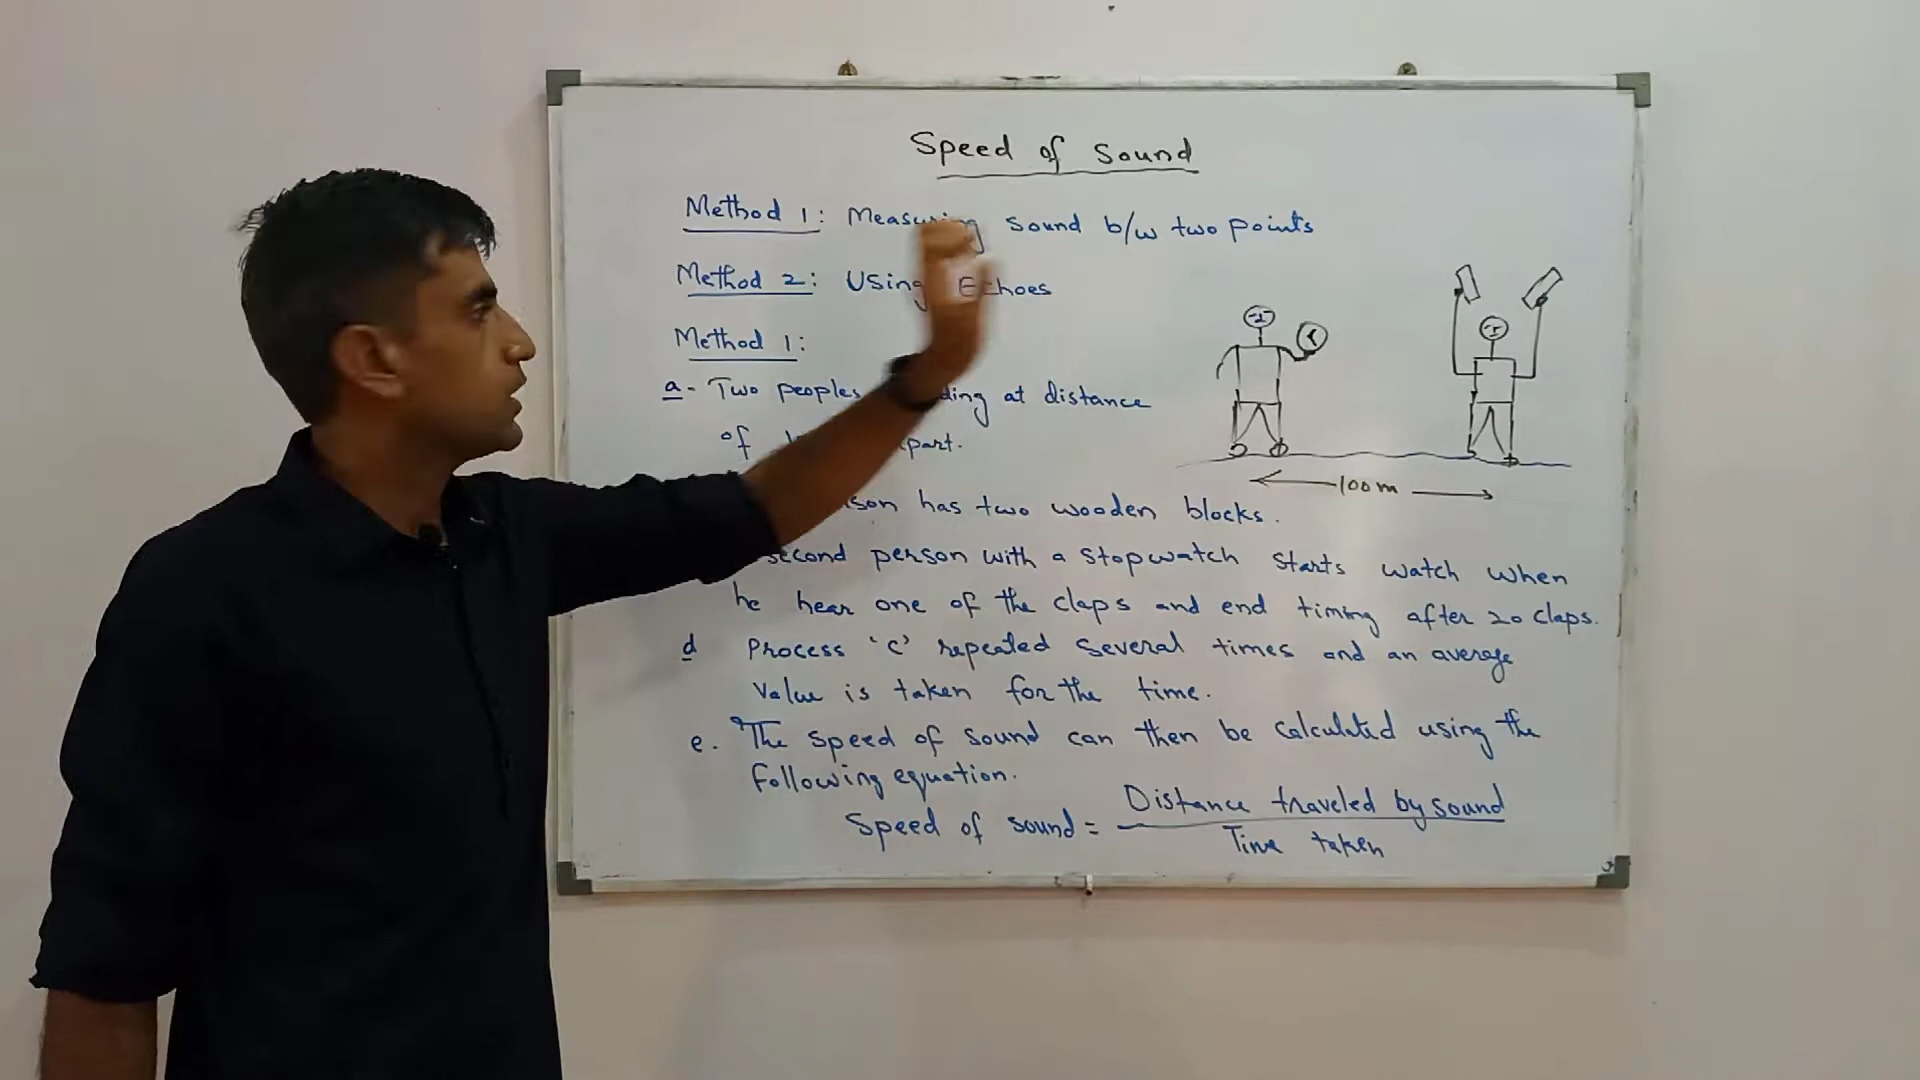 Speed of Sound
Method 1: Measuring Sound b/w two points
Method 2: Using Echoes
Method 1:
a- Two peoples at distance
of
has two wooden blocks.
second person with a stopwatch starts watch when
he hear one of the claps and end timing after 20 claps.
d Process 'c' repeated several times and an average
value is taken for the time.
e. The speed of sound can then be calculated using the
following equation.
Speed of sound = Distance traveled by sound
Time taken
100m